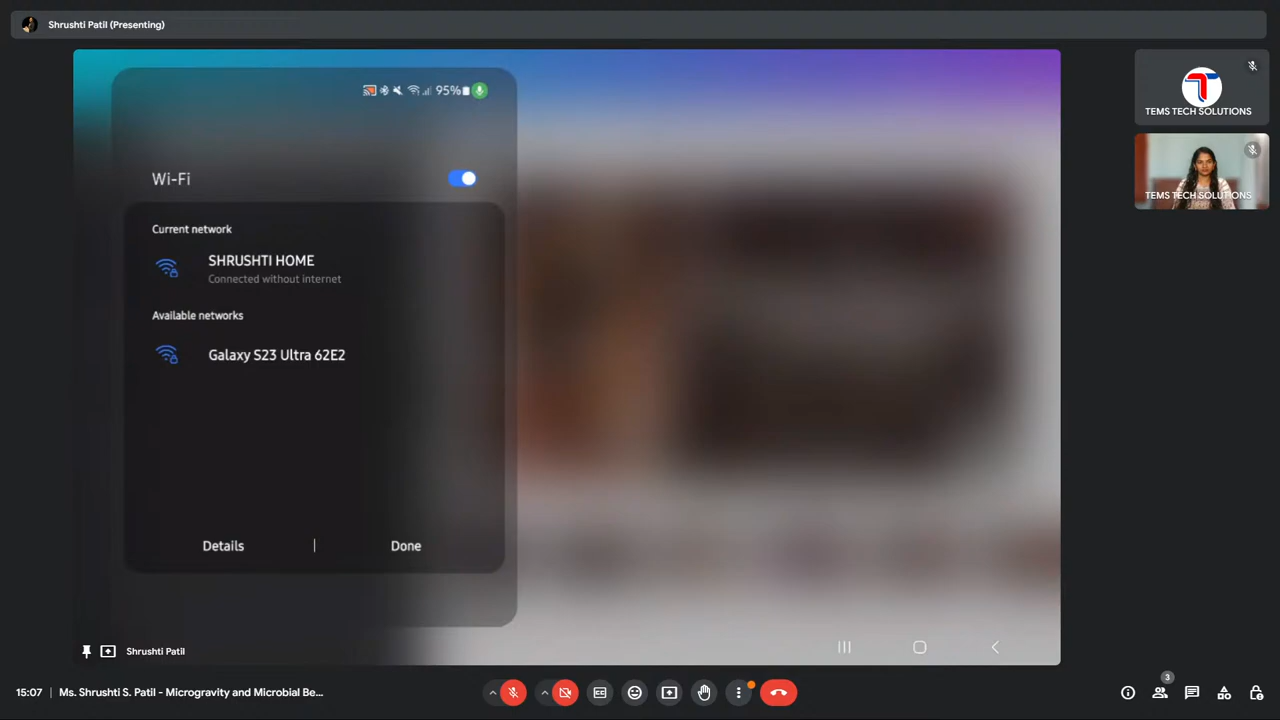 Shrushti Patil (Presenting)
95%
Wi-Fi
Current network
SHRUSHTI HOME
Connected without internet
Available networks
Galaxy S23 Ultra 62E2
Details
Done
Shrushti Patil
TEMS TECH SOLUTIONS
TEMS TECH SOLUTIONS
15:07
Ms. Shrushti S. Patil - Microgravity and Microbial Be...
3